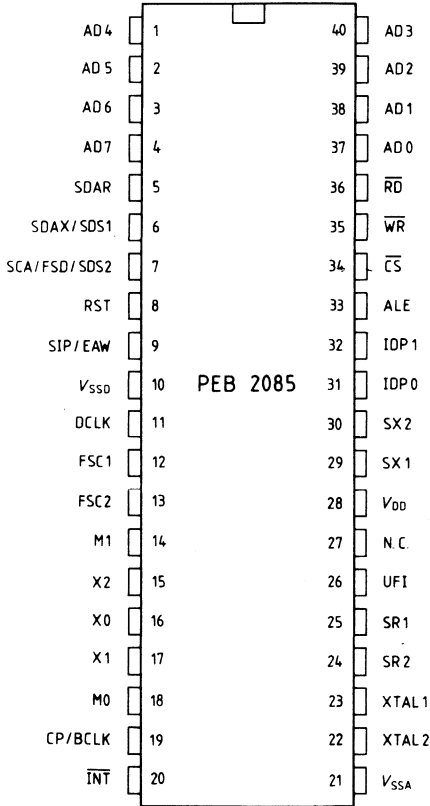 AD4 1 40 AD3
AD5 2 39 AD2
AD6 3 38 AD1
AD7 4 37 AD0
SDAR 5 36 R̅D̅
SDAX/SDS1 6 35 W̅R̅
SCA/FSD/SDS2 7 34 C̅S̅
RST 8 33 ALE
SIP/EAW 9 32 IDP1
VSSD 10 PEB 2085 31 IDP0
DCLK 11 30 SX2
FSC1 12 29 SX1
FSC2 13 28 VDD
M1 14 27 N.C.
X2 15 26 UFI
X0 16 25 SR1
X1 17 24 SR2
M0 18 23 XTAL1
CP/BCLK 19 22 XTAL2
I̅N̅T̅ 20 21 VSSA